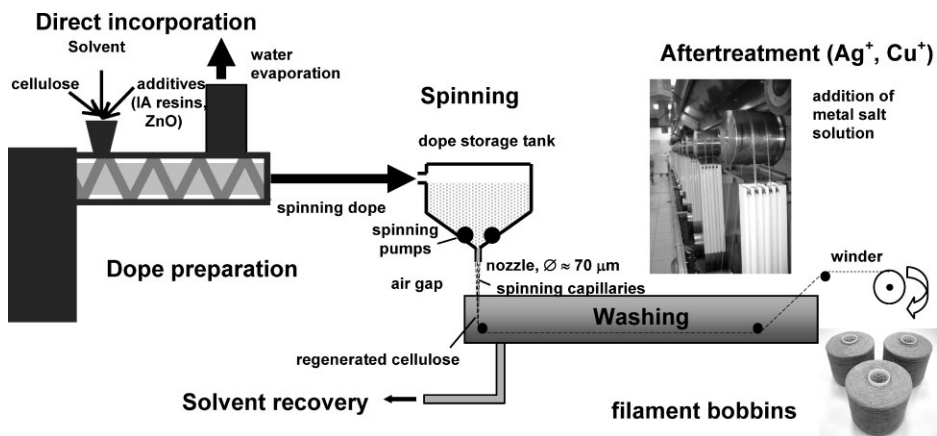 Direct incorporation
Solvent
cellulose
additives
(IA resins,
ZnO)
water
evaporation
Spinning
dope storage tank
Aftertreatment (Ag⁺, Cu⁺)
addition of
metal salt
solution
spinning dope
spinning
pumps
Dope preparation
nozzle, Ø ≈ 70 μm
air gap
spinning capillaries
winder
Washing
regenerated cellulose
Solvent recovery
filament bobbins